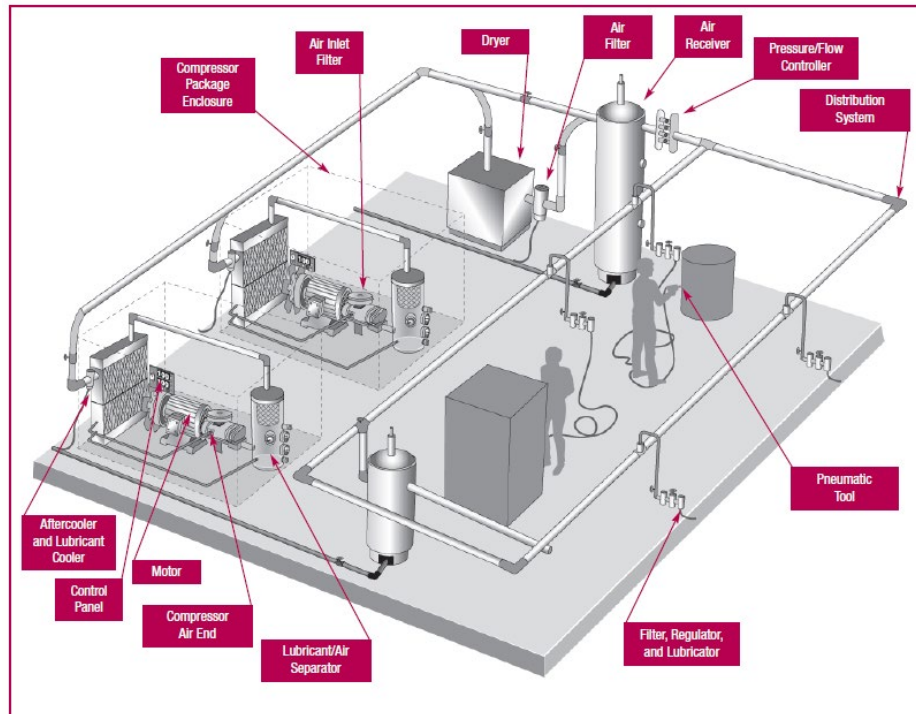 Air Inlet
Filter
Dryer
Air
Filter
Air
Receiver
Pressure/Flow
Controller
Compressor
Package
Enclosure
Distribution
System
Aftercooler
and Lubricant
Cooler
Control
Panel
Motor
Compressor
Air End
Lubricant/Air
Separator
Pneumatic
Tool
Filter, Regulator,
and Lubricator